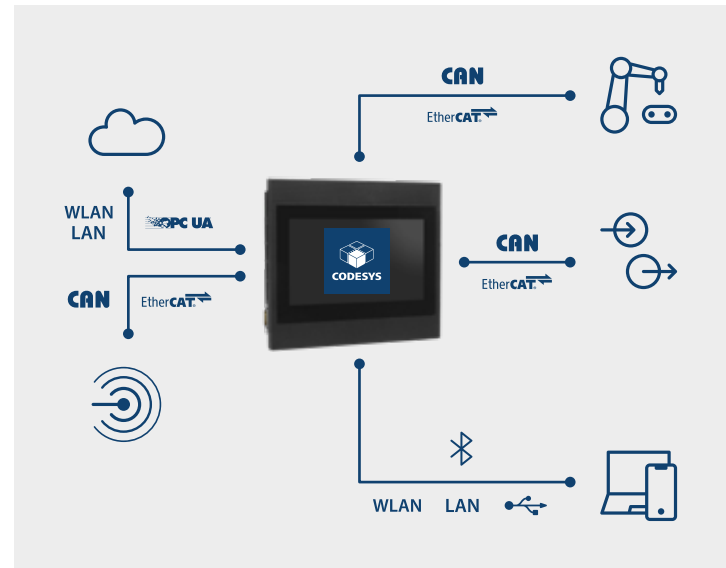 CAN
EtherCAT®
WLAN
LAN
OPC UA
CAN
EtherCAT®
CODESYS
CAN
EtherCAT®
WLAN LAN